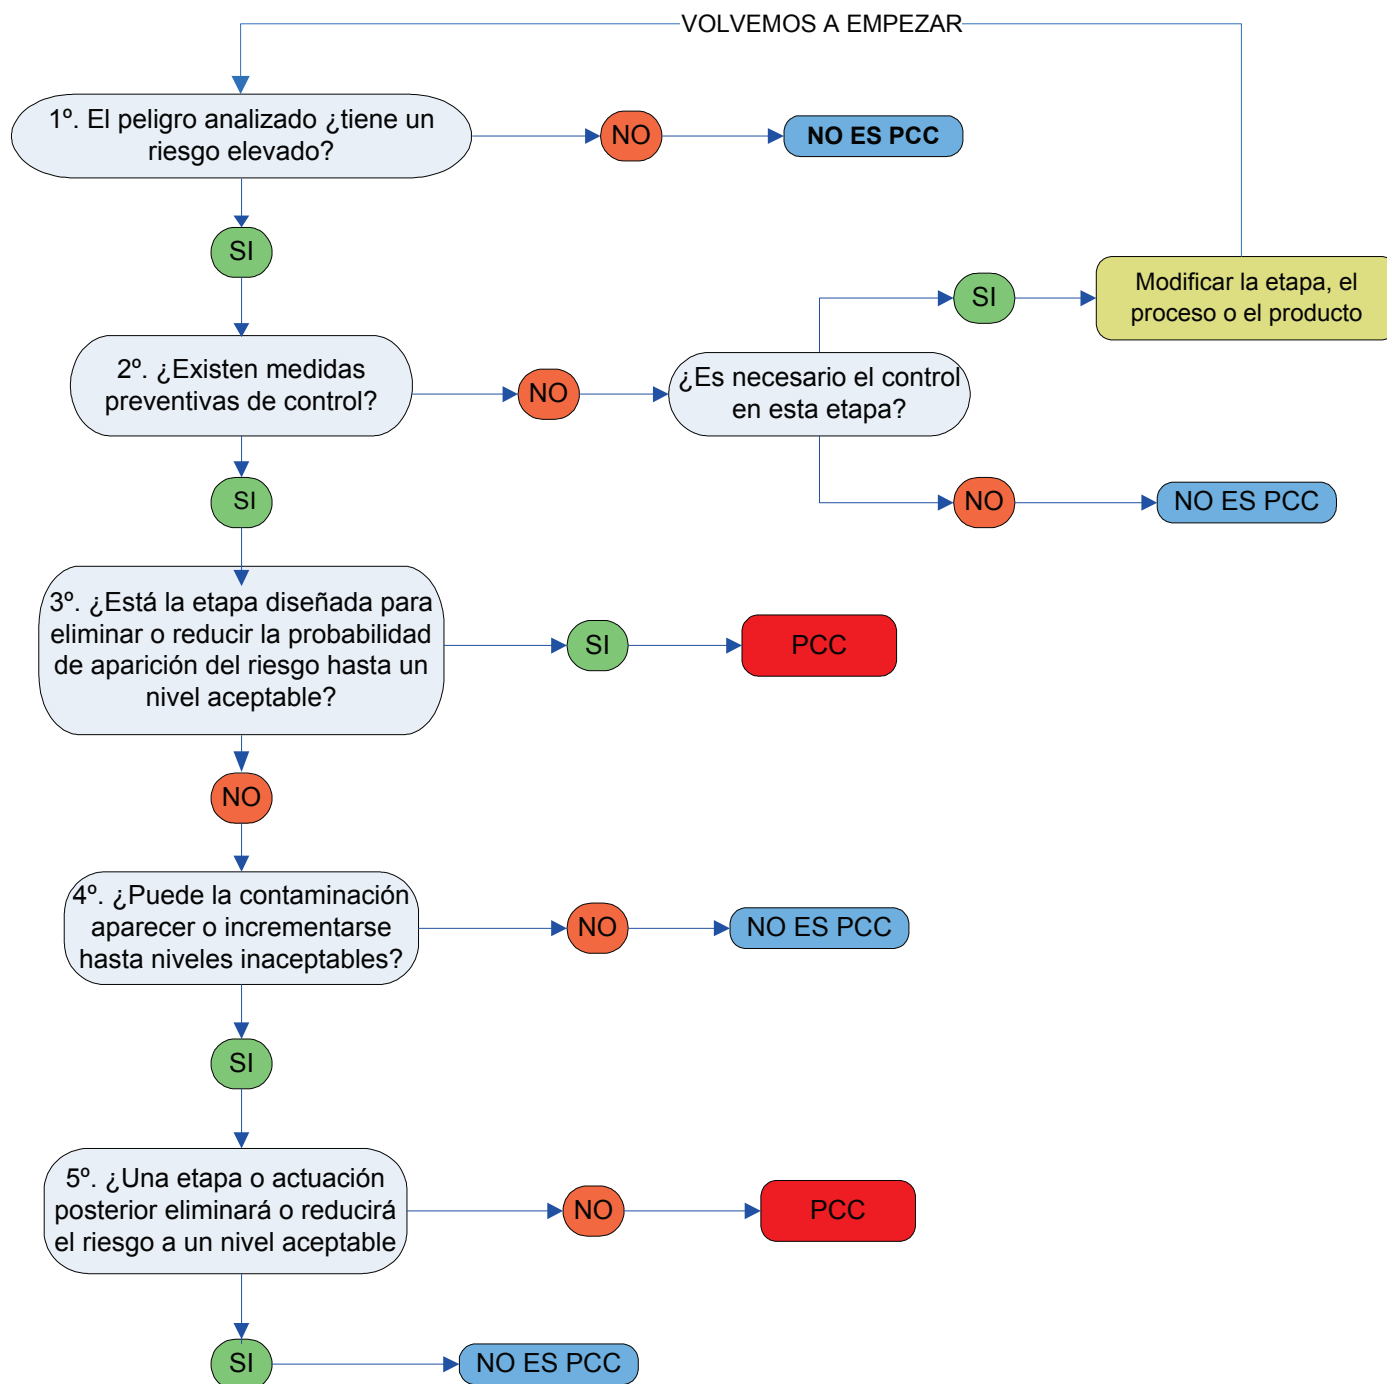 VOLVEMOS A EMPEZAR
1º. El peligro analizado ¿tiene un
riesgo elevado?
NO
NO ES PCC
SI
SI
Modificar la etapa, el
proceso o el producto
2º. ¿Existen medidas
preventivas de control?
NO
¿Es necesario el control
en esta etapa?
SI
NO
NO ES PCC
3º. ¿Está la etapa diseñada para
eliminar o reducir la probabilidad
de aparición del riesgo hasta un
nivel aceptable?
SI
PCC
NO
4º. ¿Puede la contaminación
aparecer o incrementarse
hasta niveles inaceptables?
NO
NO ES PCC
SI
5º. ¿Una etapa o actuación
posterior eliminará o reducirá
el riesgo a un nivel aceptable
NO
PCC
SI
NO ES PCC